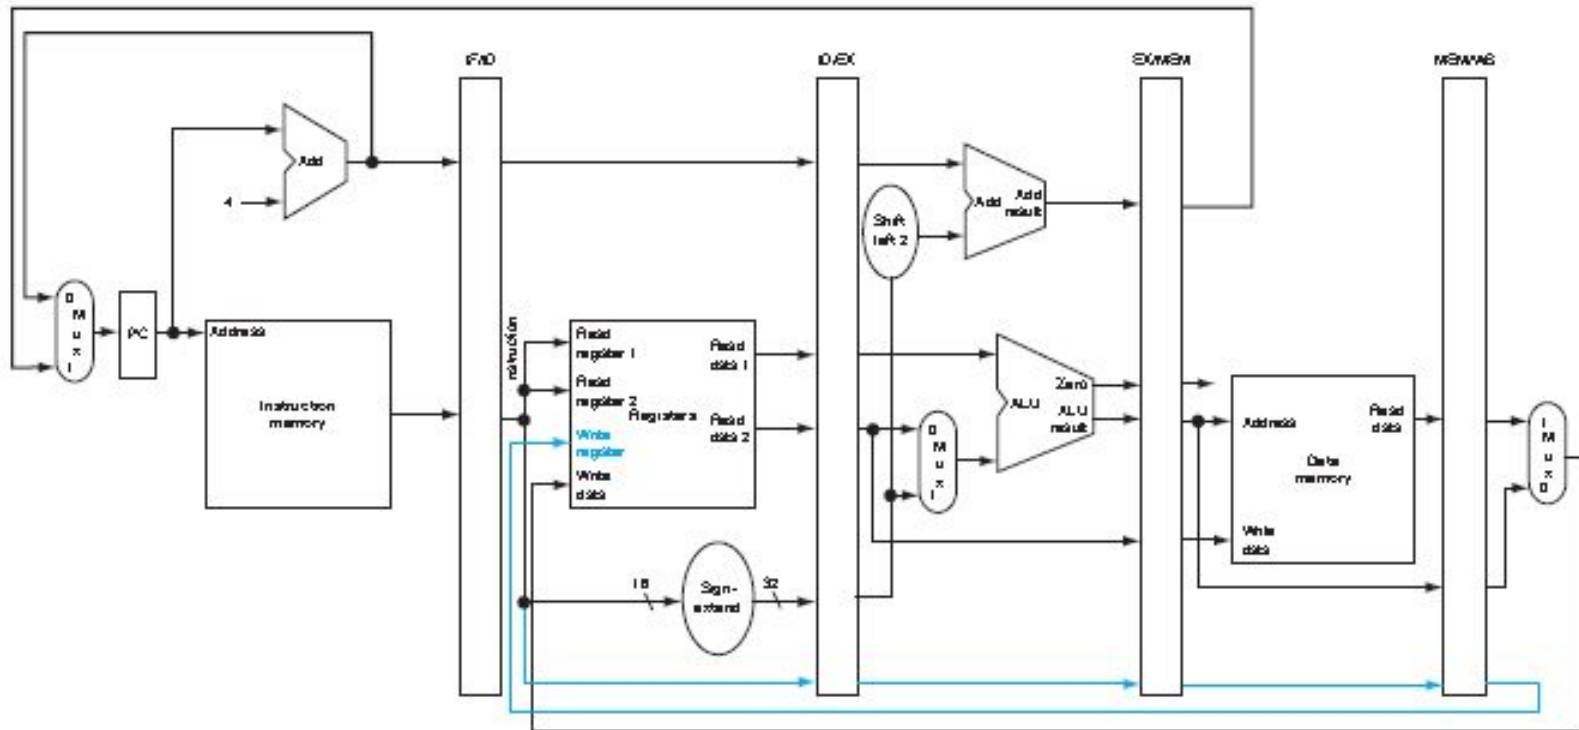 IF/ID
ID/EX
EX/MEM
MEM/WB
Add
4
Add
Add
result
Shift
left 2
0
M
u
x
1
PC
Address
Instruction
memory
Instruction
Read
register 1
Read
register 2
Registers
Write
register
Write
data
Read
data 1
Read
data 2
16
Sign-
extend
32
0
M
u
x
1
Zero
ALU
ALU
result
Address
Read
data
Data
memory
Write
data
1
M
u
x
0